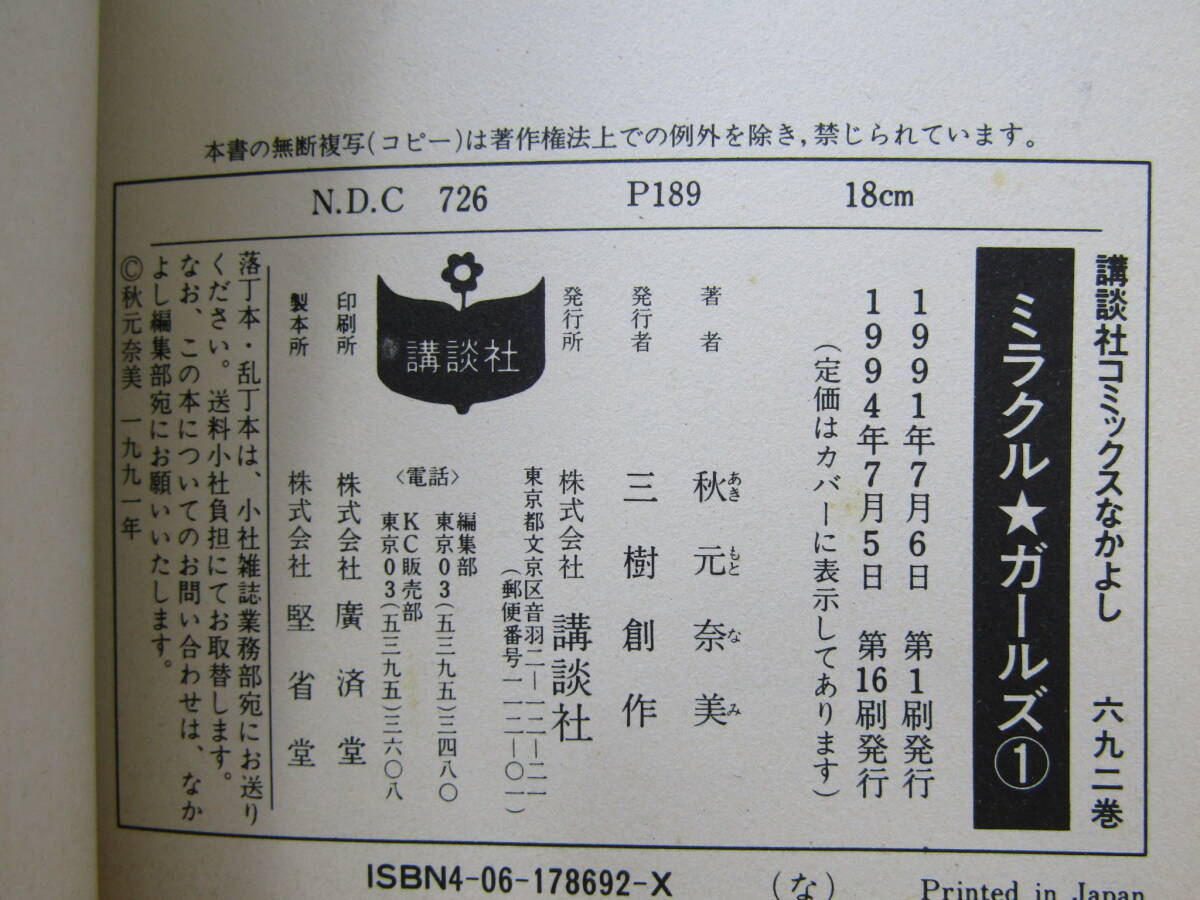 本書の無断複写(コピー)は著作権法上での例外を除き,禁じられています。
N.D.C 726 P189 18cm
講談社コミックスなかよし 六九二巻
ミラクル★ガールズ①
1991年7月6日 第1刷発行
1994年7月5日 第16刷発行
(定価はカバーに表示してあります)
著者 秋元奈美
あき もと な み
発行者 三樹創作
発行所 株式会社 講談社
東京都文京区音羽二―一二―二一
(郵便番号一一二―〇一)
〈電話〉 編集部
東京03(五三九五)三四八〇
KC販売部
東京03(五三九五)三六〇八
講談社
印刷所 株式会社 廣済堂
製本所 株式会社 堅省堂
落丁本・乱丁本は、小社雑誌業務部宛にお送り
ください。送料小社負担にてお取替します。
なお、この本についてのお問い合わせは、なか
よし編集部宛にお願いいたします。
©秋元奈美 一九九一年
ISBN4-06-178692-X (な) Printed in Japan